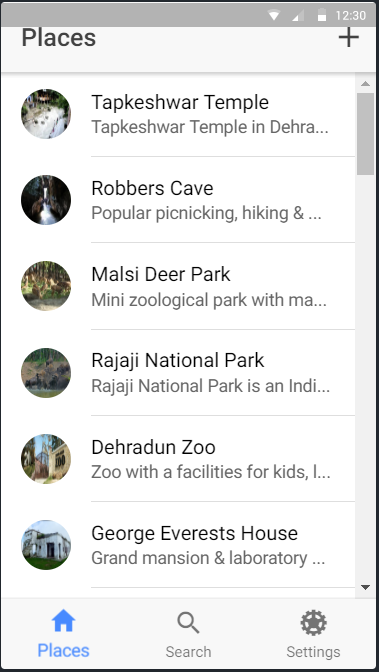 12:30
Places
Tapkeshwar Temple
Tapkeshwar Temple in Dehra...
Robbers Cave
Popular picnicking, hiking & ...
Malsi Deer Park
Mini zoological park with ma...
Rajaji National Park
Rajaji National Park is an Indi...
Dehradun Zoo
Zoo with a facilities for kids, l...
George Everests House
Grand mansion & laboratory ...
Places
Search
Settings